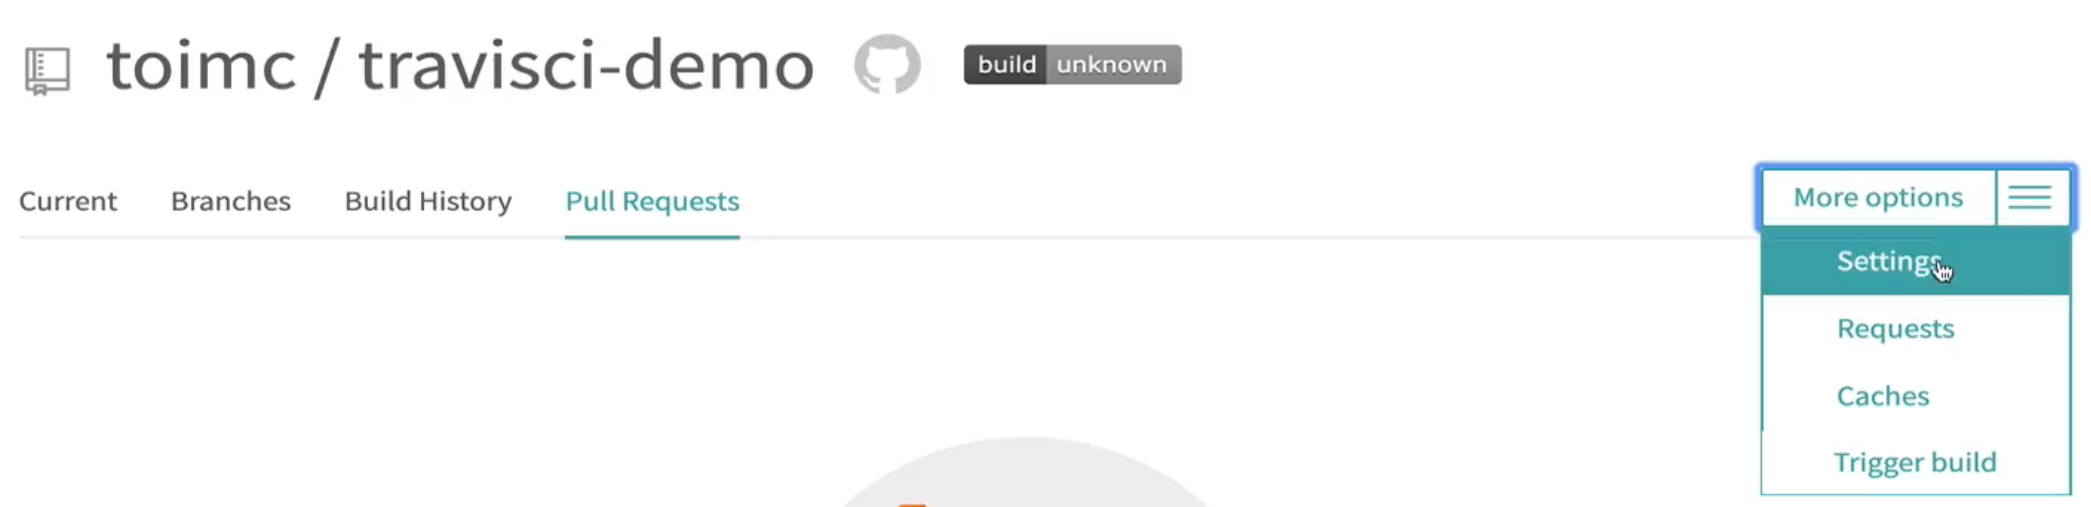 toimc / travisci-demo build unknown
Current Branches Build History Pull Requests More options
Settings
Requests
Caches
Trigger build